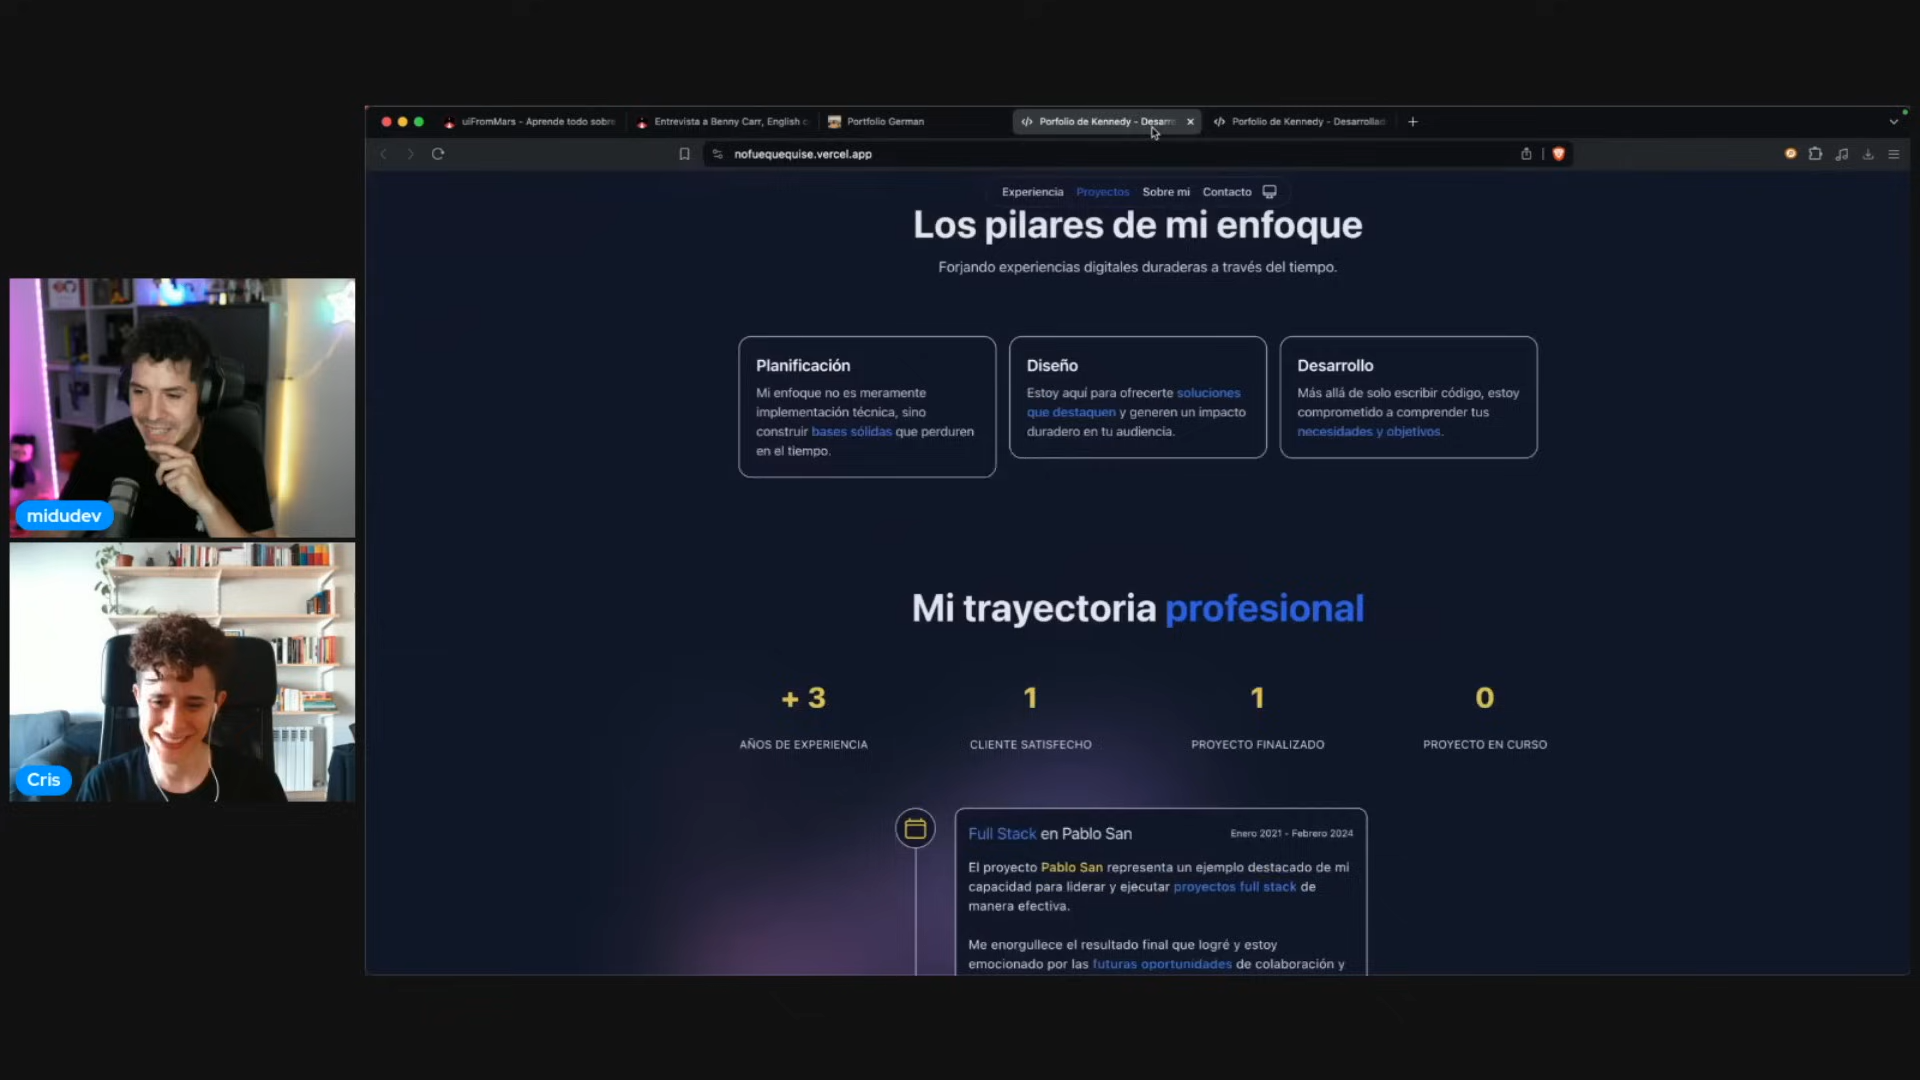 uiFromMars - Aprende todo sobre
Entrevista a Benny Carr, English c
Portfolio German
Porfolio de Kennedy - Desarr
Porfolio de Kennedy - Desarrollad
nofuequequise.vercel.app
Experiencia Proyectos Sobre mi Contacto
Los pilares de mi enfoque
Forjando experiencias digitales duraderas a través del tiempo.
Planificación
Mi enfoque no es meramente
implementación técnica, sino
construir bases sólidas que perduren
en el tiempo.
Diseño
Estoy aquí para ofrecerte soluciones
que destaquen y generen un impacto
duradero en tu audiencia.
Desarrollo
Más allá de solo escribir código, estoy
comprometido a comprender tus
necesidades y objetivos.
midudev
Cris
Mi trayectoria profesional
+ 3
AÑOS DE EXPERIENCIA
1
CLIENTE SATISFECHO
1
PROYECTO FINALIZADO
0
PROYECTO EN CURSO
Full Stack en Pablo San
Enero 2021 - Febrero 2024
El proyecto Pablo San representa un ejemplo destacado de mi
capacidad para liderar y ejecutar proyectos full stack de
manera efectiva.
Me enorgullece el resultado final que logré y estoy
emocionado por las futuras oportunidades de colaboración y